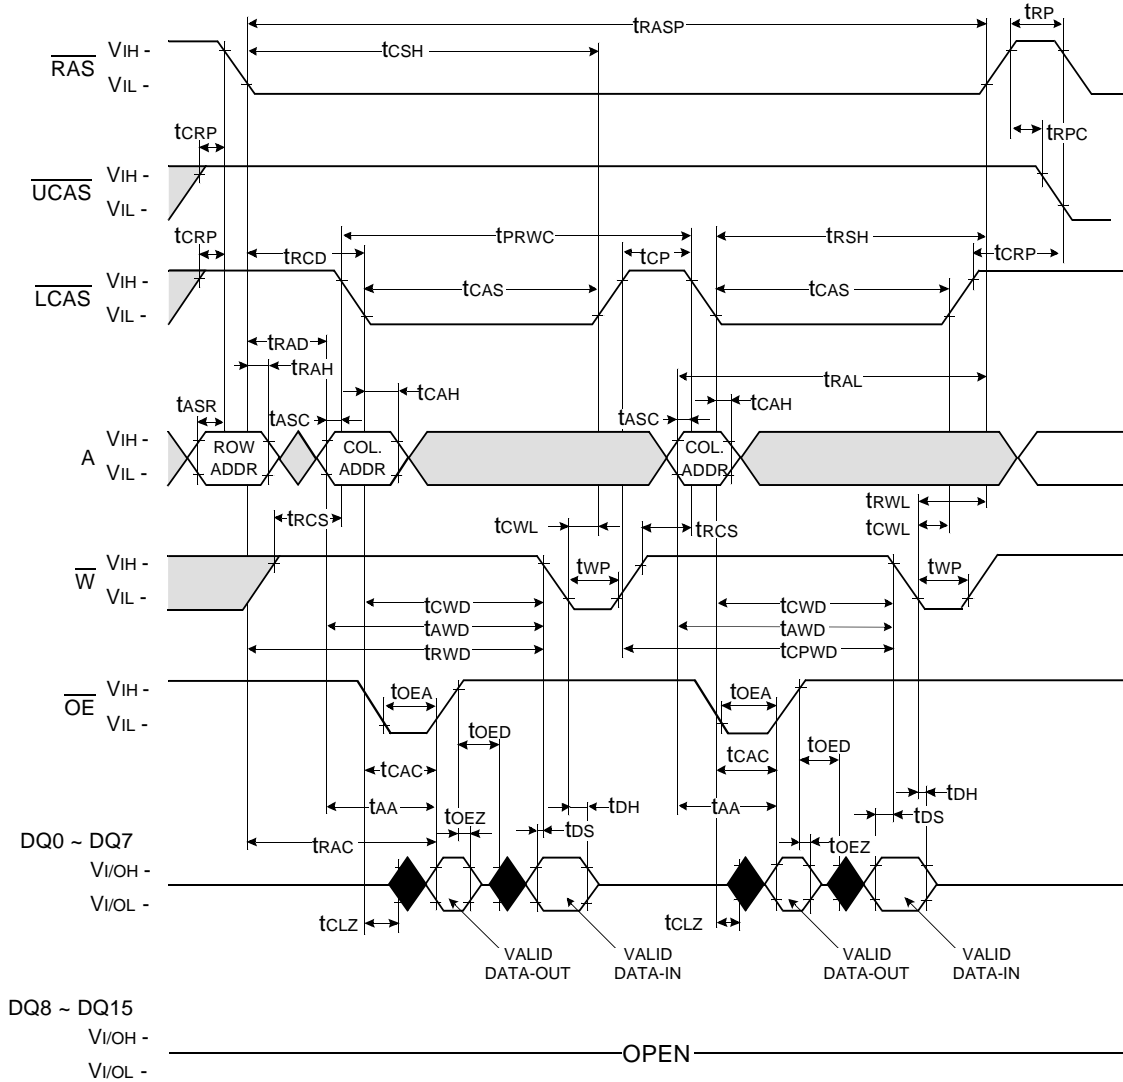 tRASP
tRP
tCSH
RAS
VIH -
VIL -
tCRP
tRPC
UCAS
VIH -
VIL -
tCRP
tRCD
tPRWC
tCP
tRSH
tCRP
LCAS
VIH -
VIL -
tCAS
tCAS
tRAD
tRAH
tCAH
tRAL
tASR
tASC
tASC
tCAH
A
VIH -
VIL -
ROW
ADDR
COL.
ADDR
COL.
ADDR
tRCS
tCWL
tRCS
tRWL
tCWL
W
VIH -
VIL -
tWP
tWP
tCWD
tCWD
tAWD
tAWD
tRWD
tCPWD
OE
VIH -
VIL -
tOEA
tOEA
tOED
tOED
tCAC
tCAC
tAA
tOEZ
tDH
tAA
tDH
tRAC
tDS
tOEZ
tDS
DQ0 ~ DQ7
VI/OH -
VI/OL -
tCLZ
tCLZ
VALID
DATA-OUT
VALID
DATA-IN
VALID
DATA-OUT
VALID
DATA-IN
DQ8 ~ DQ15
VI/OH -
OPEN
VI/OL -